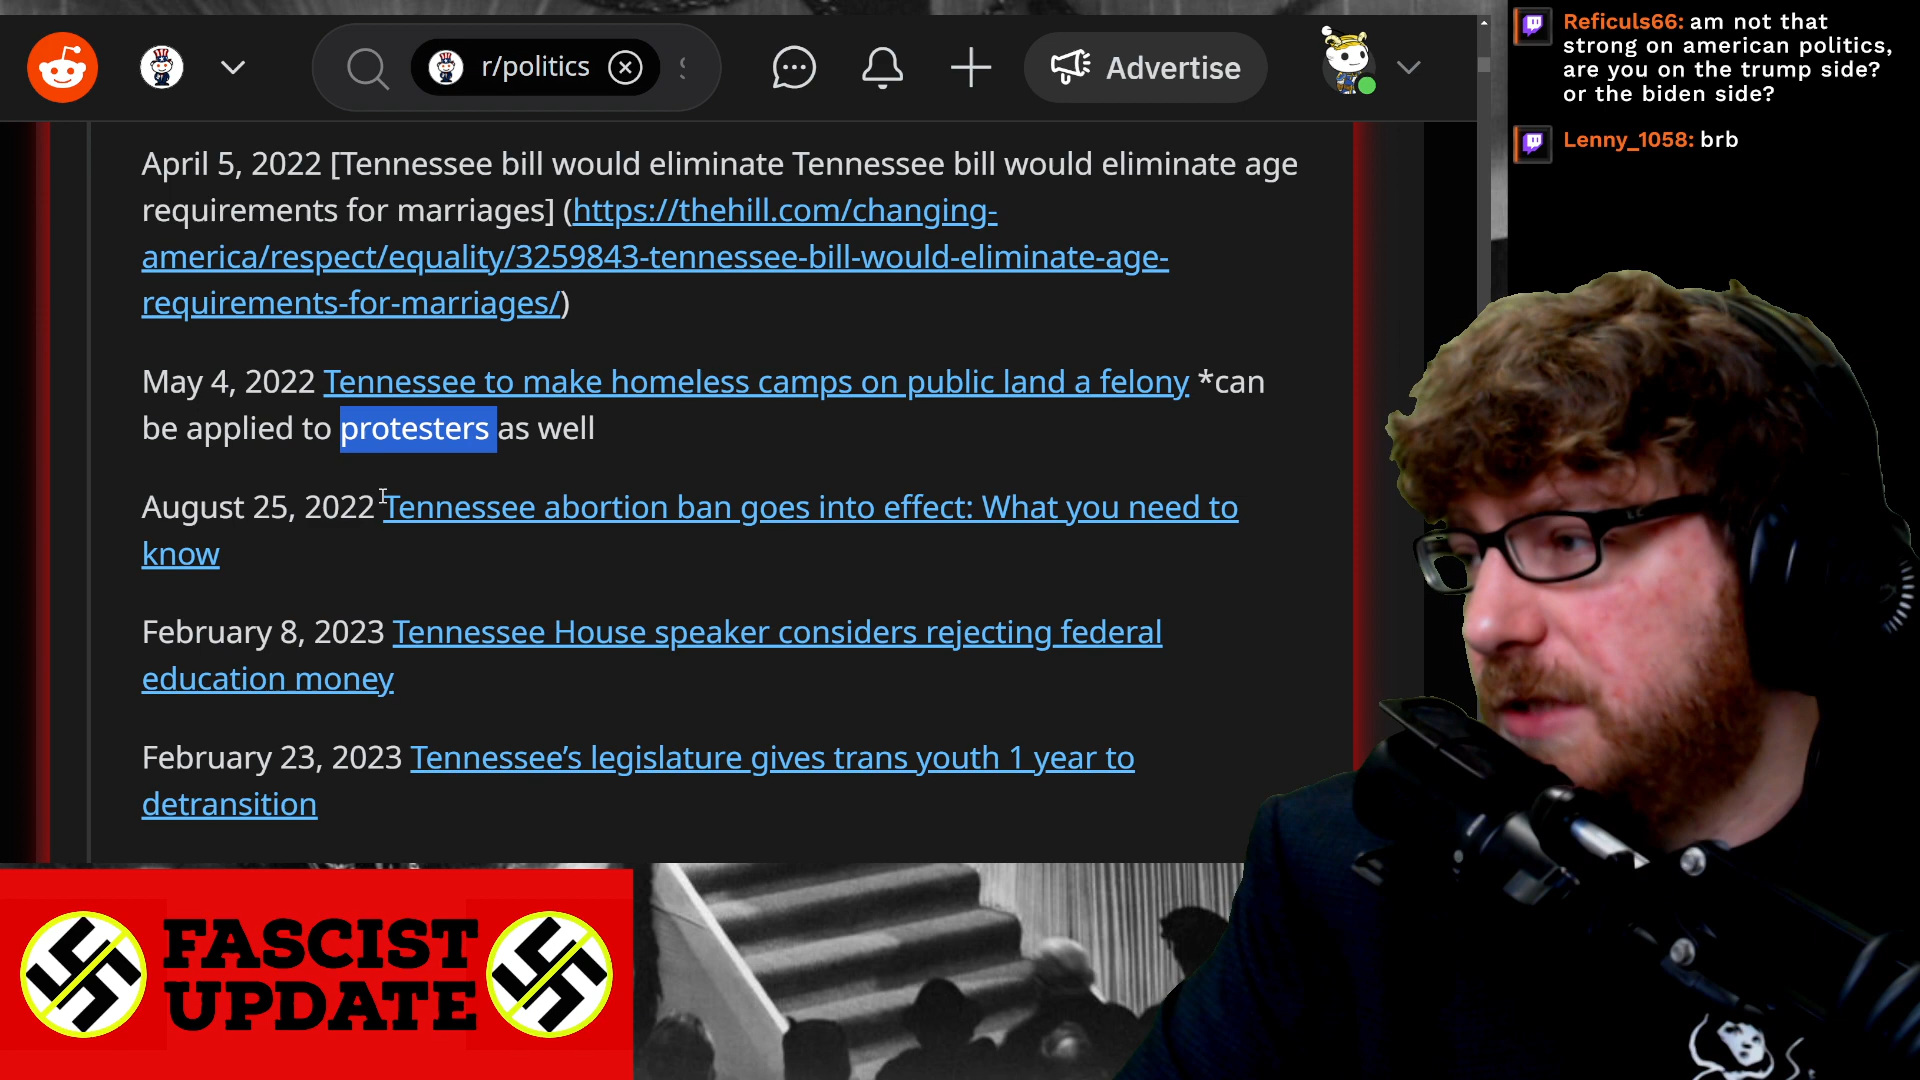 r/politics
Advertise
April 5, 2022 [Tennessee bill would eliminate Tennessee bill would eliminate age
requirements for marriages] (https://thehill.com/changing-
america/respect/equality/3259843-tennessee-bill-would-eliminate-age-
requirements-for-marriages/)
May 4, 2022 Tennessee to make homeless camps on public land a felony *can
be applied to protesters as well
August 25, 2022 Tennessee abortion ban goes into effect: What you need to
know
February 8, 2023 Tennessee House speaker considers rejecting federal
education money
February 23, 2023 Tennessee’s legislature gives trans youth 1 year to
detransition
FASCIST
UPDATE
Reficuls66: am not that
strong on american politics,
are you on the trump side?
or the biden side?
Lenny_1058: brb